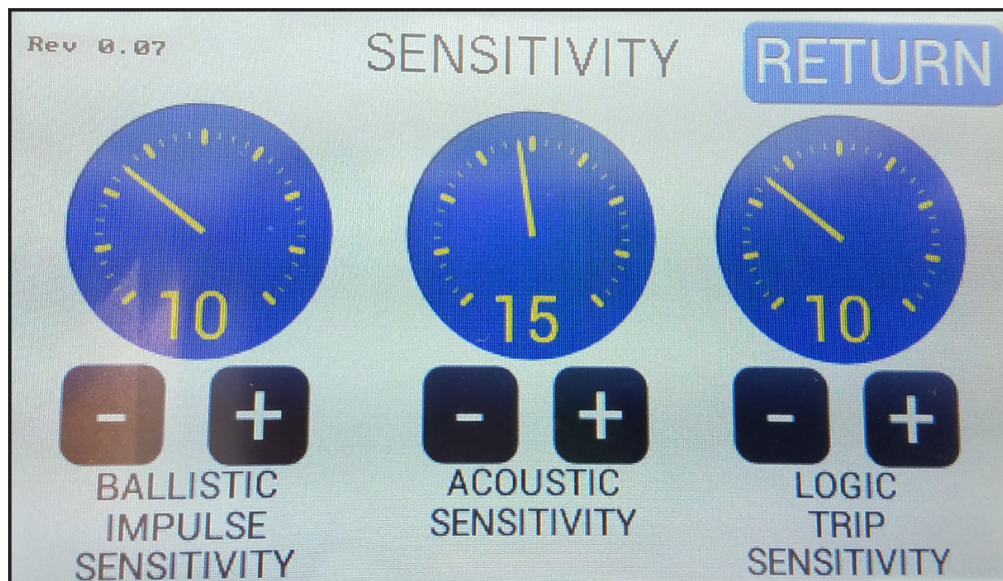 Rev 0.07
SENSITIVITY
RETURN
10
15
10
- +
- +
- +
BALLISTIC
IMPULSE
SENSITIVITY
ACOUSTIC
SENSITIVITY
LOGIC
TRIP
SENSITIVITY